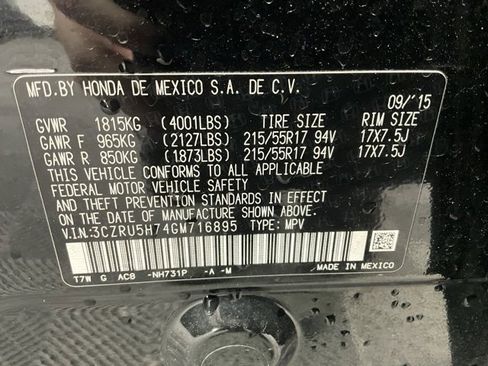 MFD.BY HONDA DE MEXICO S.A. DE C.V.
09/'15
GVWR 1815KG (4001LBS) TIRE SIZE RIM SIZE
GAWR F 965KG (2127LBS) 215/55R17 94V 17X7.5J
GAWR R 850KG (1873LBS) 215/55R17 94V 17X7.5J
THIS VEHICLE CONFORMS TO ALL APPLICABLE
FEDERAL MOTOR VEHICLE SAFETY
AND THEFT PREVENTION STANDARDS IN EFFECT
ON THE DATE OF MANUFACTURE SHOWN ABOVE.
V.I.N:3CZRU5H74GM716895 TYPE: MPV
T7W G AC8 -NH731P -A -M
MADE IN MEXICO